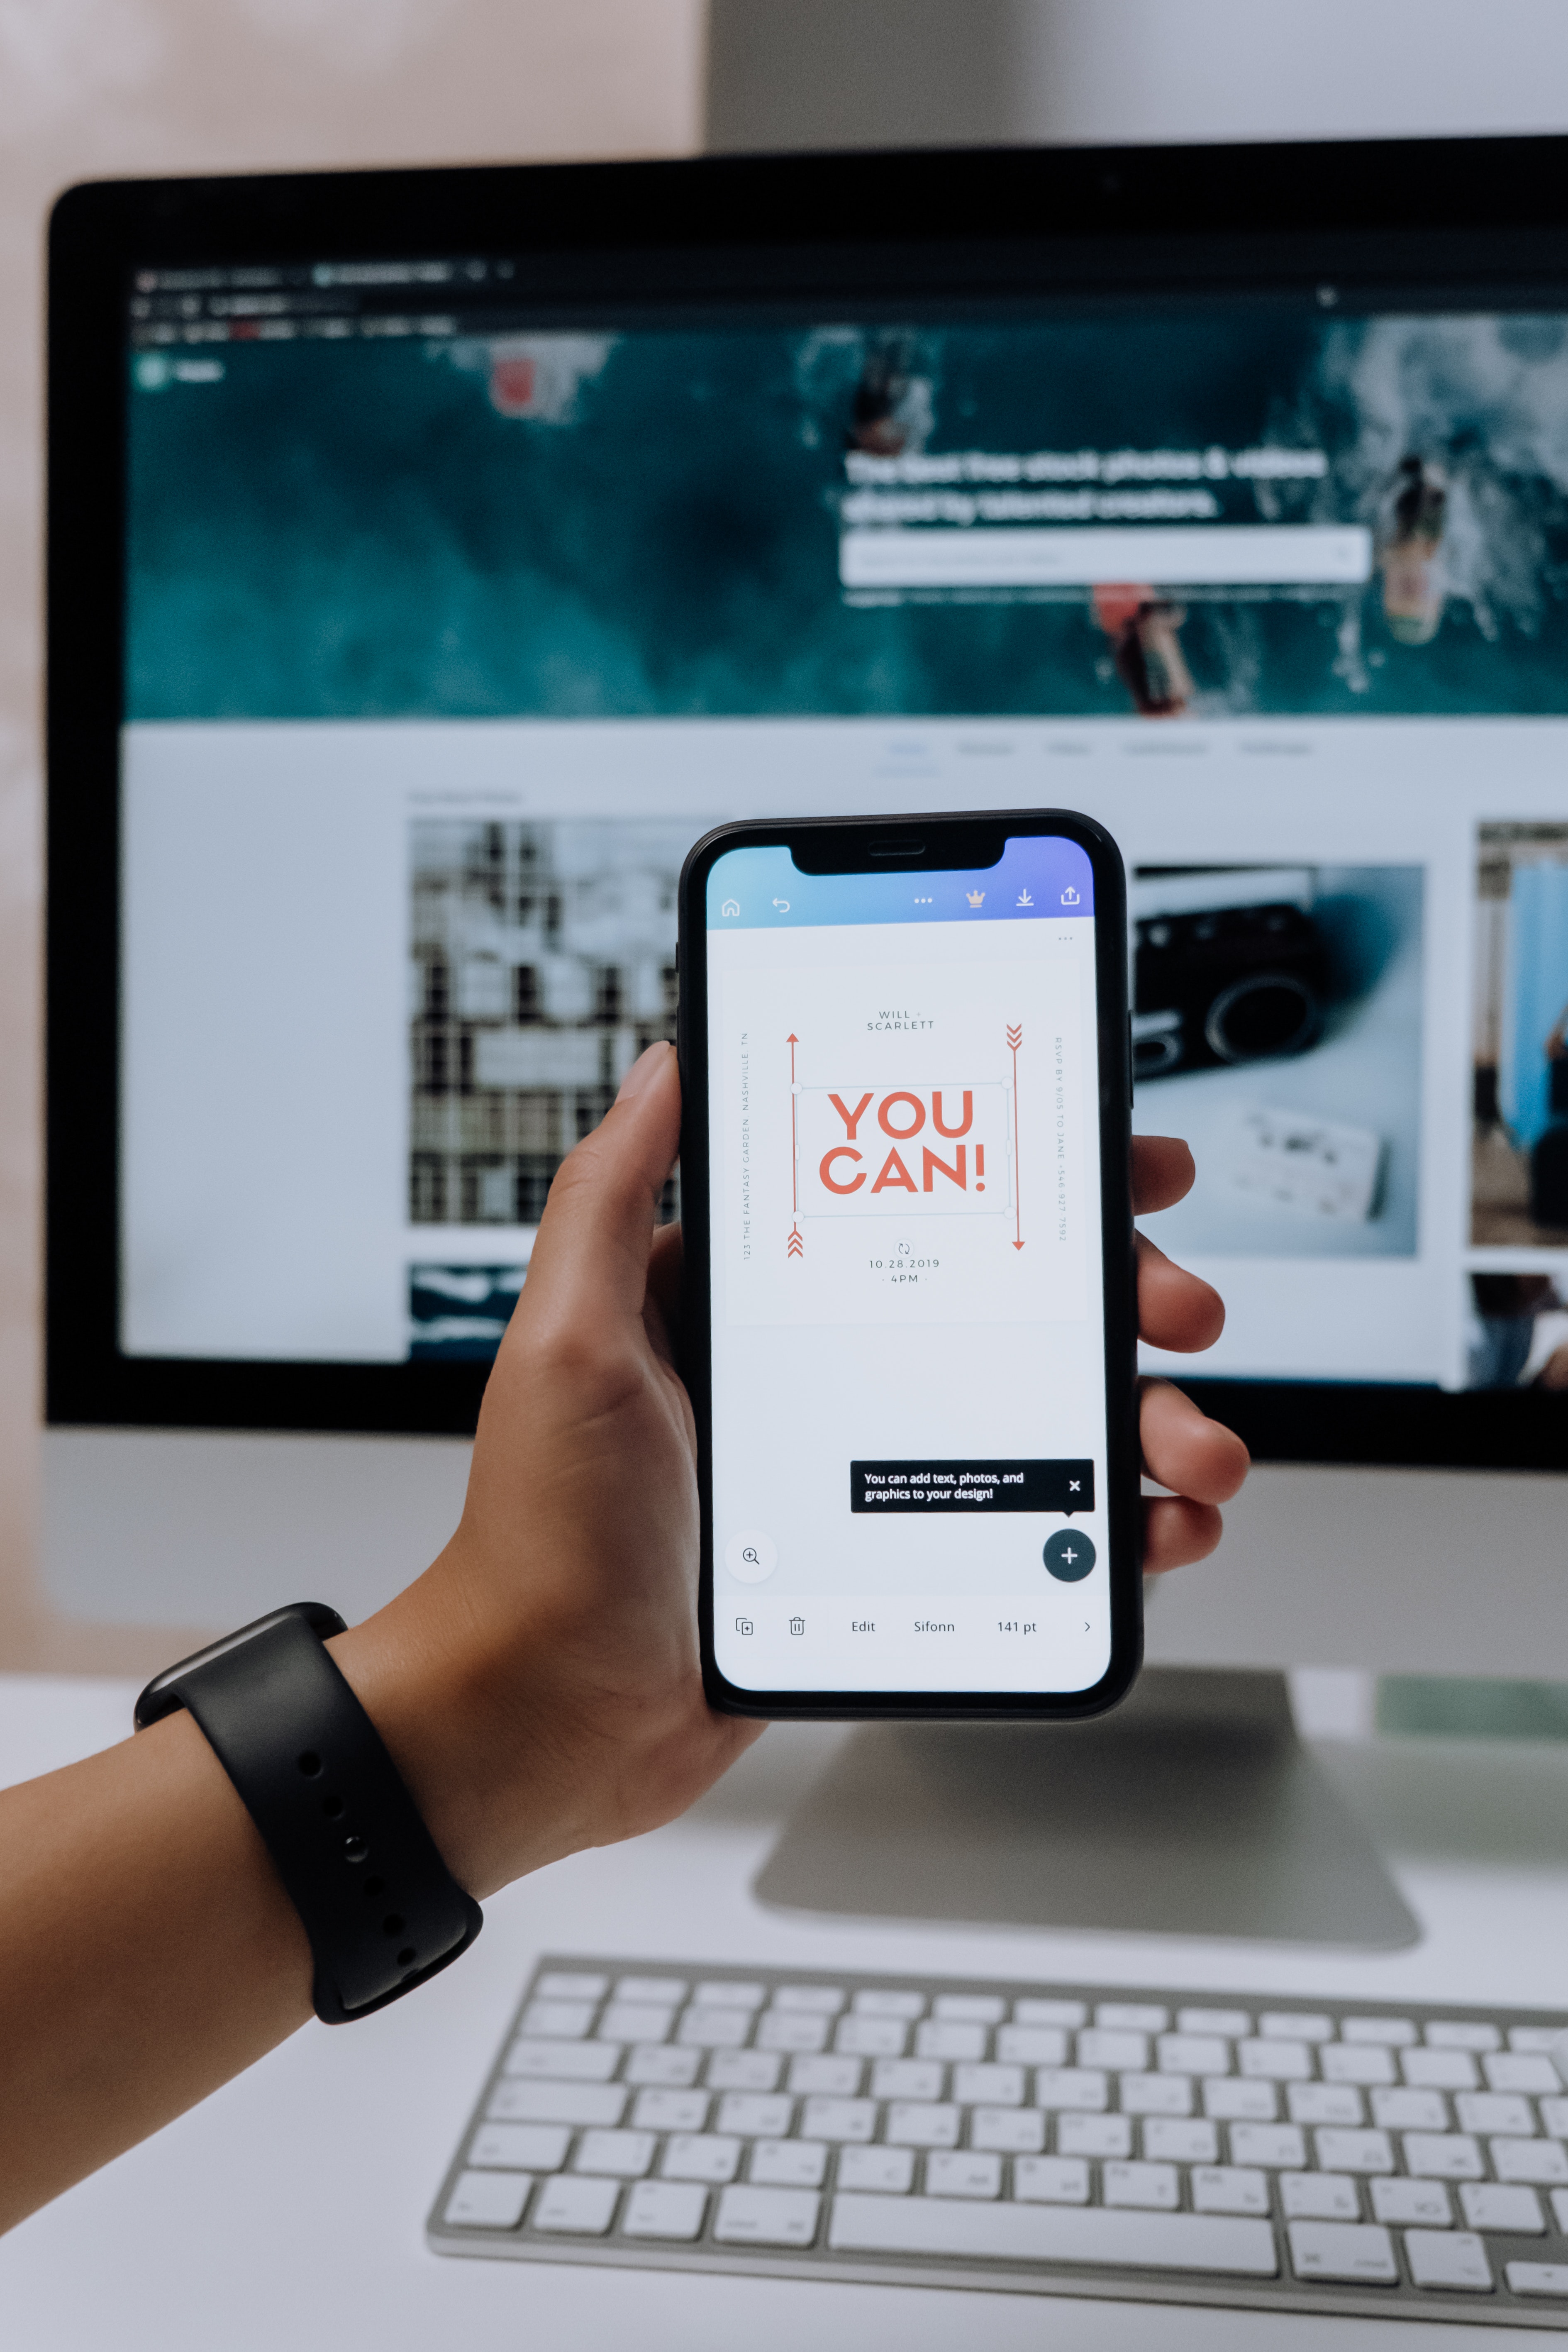 The best free stock photos & videos
shared by talented creators.
WILL +
SCARLETT
123 THE FANTASY GARDEN NASHVILLE TN
YOU
CAN!
RSVP BY 9/05 TO JANE +546-927-7592
10.28.2019
· 4PM ·
You can add text, photos, and
graphics to your design!
Edit Sifonn 141 pt